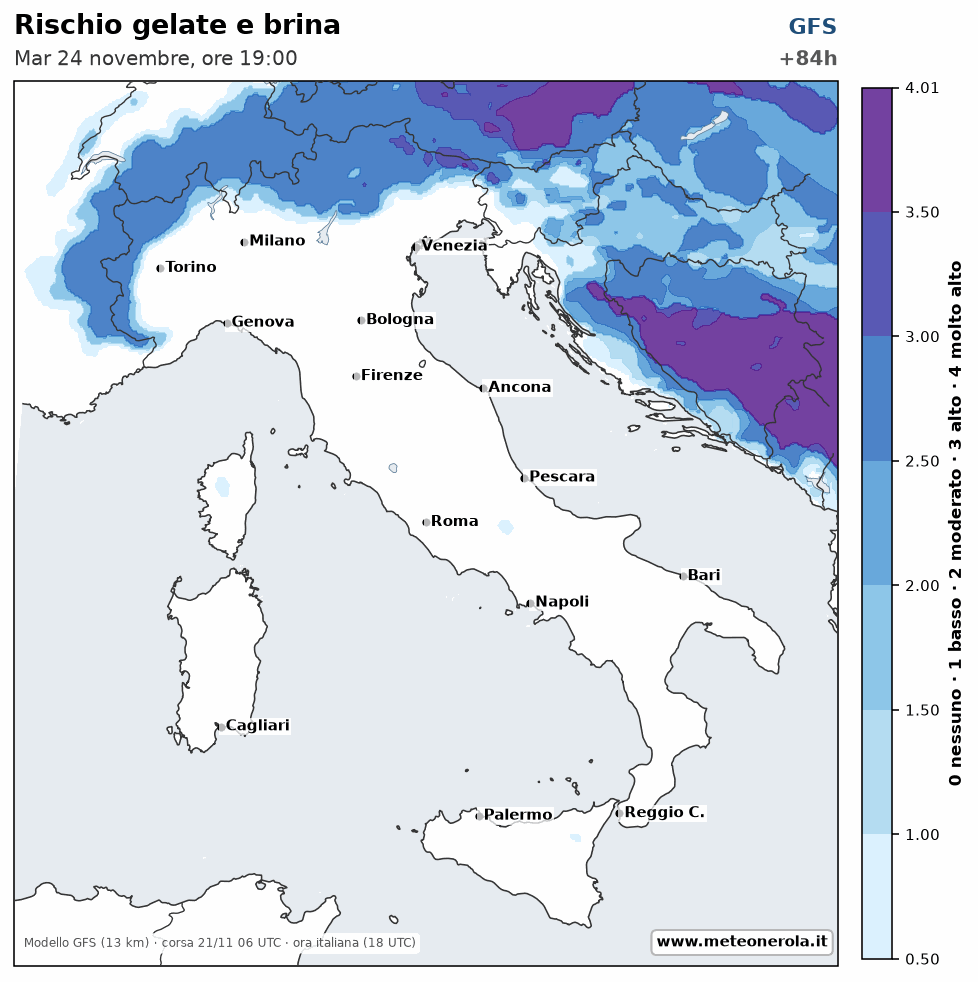 Rischio gelate e brina
GFS
Mar 24 novembre, ore 19:00
+84h
4.01
3.50
3.00
2.50
2.00
1.50
1.00
0.50
0 nessuno · 1 basso · 2 moderato · 3 alto · 4 molto alto
Milano
Venezia
Torino
Genova
Bologna
Firenze
Ancona
Pescara
Roma
Bari
Napoli
Cagliari
Palermo
Reggio C.
Modello GFS (13 km) · corsa 21/11 06 UTC · ora italiana (18 UTC)
www.meteonerola.it